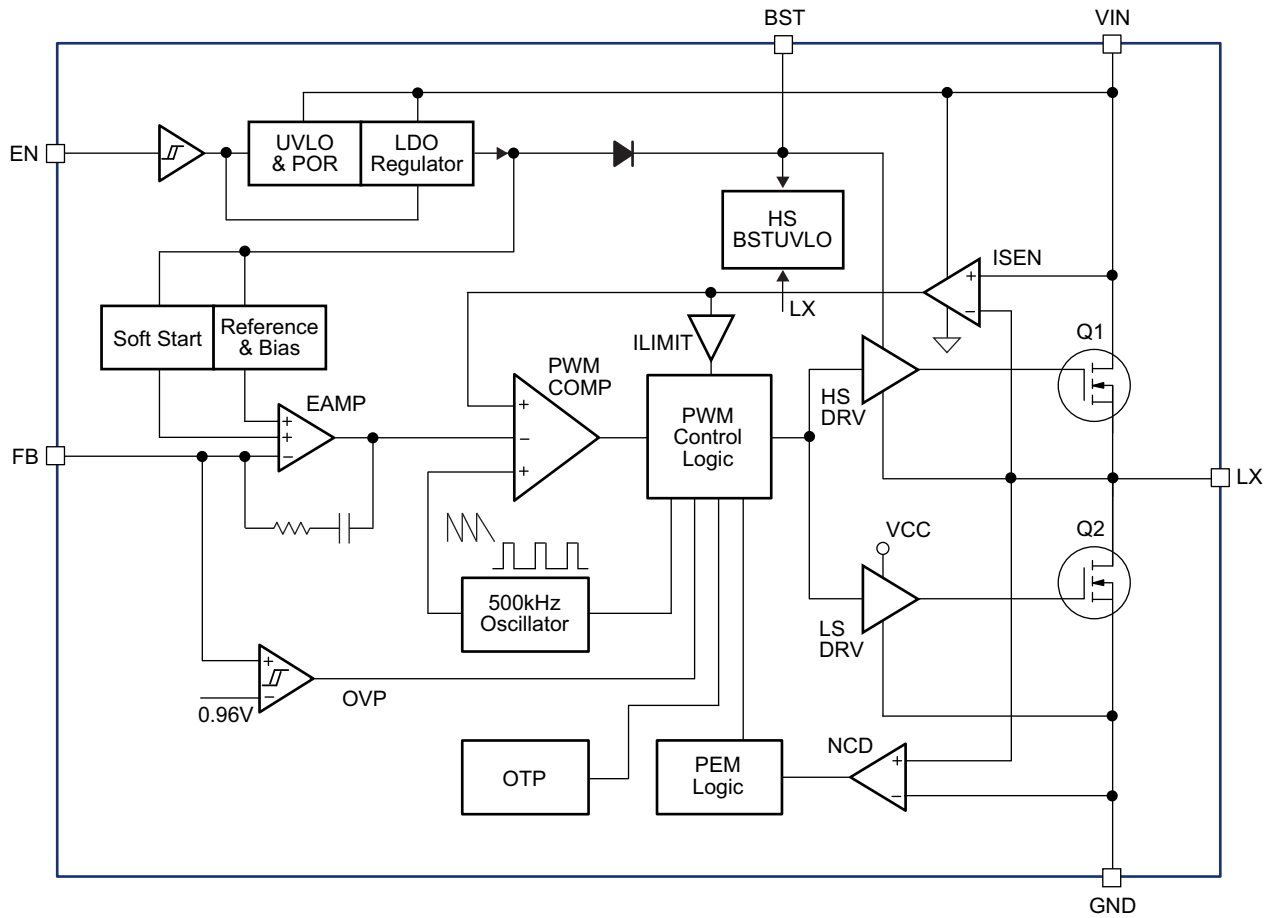 BST
VIN
EN
UVLO
& POR
LDO
Regulator
HS
BSTUVLO
LX
ISEN
+
−
Soft Start
Reference
& Bias
ILIMIT
Q1
PWM
COMP
+
−
+
EAMP
+
+
−
PWM
Control
Logic
HS
DRV
FB
LX
VCC
Q2
500kHz
Oscillator
LS
DRV
+
−
0.96V
OVP
OTP
PEM
Logic
NCD
+
−
GND